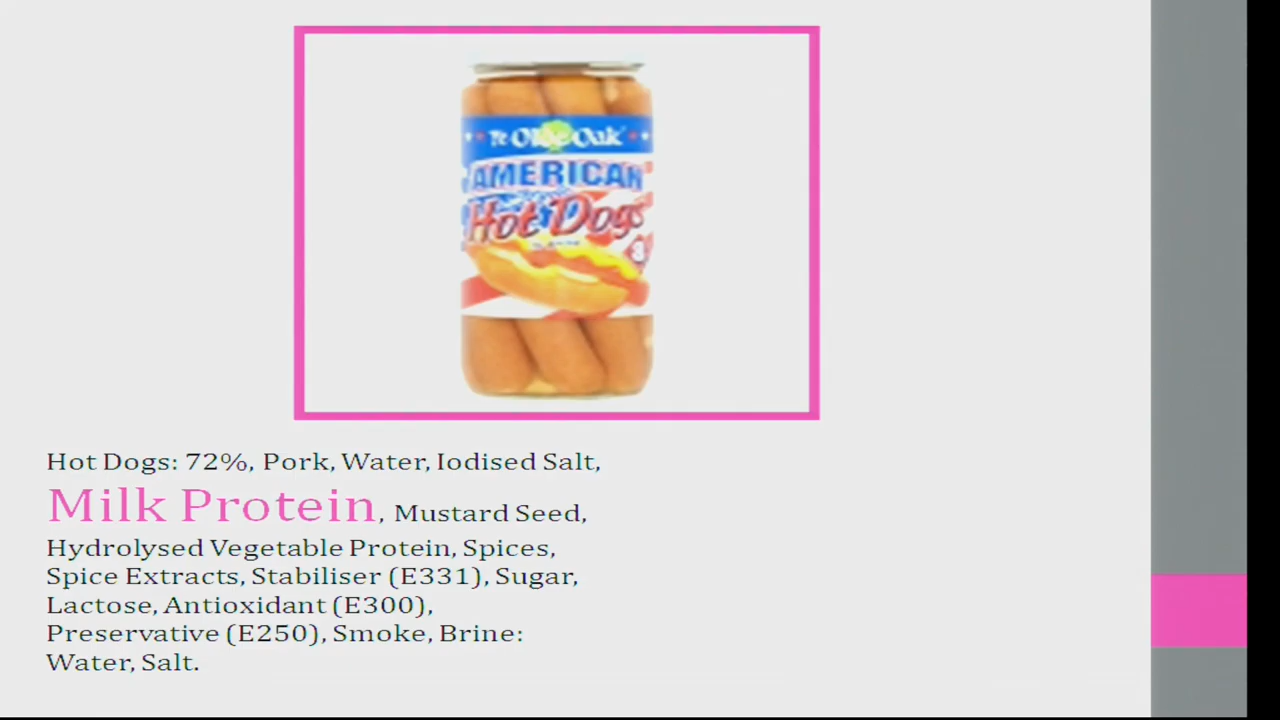 Ye Olde Oak
AMERICAN
Hot Dogs
8
Hot Dogs: 72%, Pork, Water, Iodised Salt,
Milk Protein, Mustard Seed,
Hydrolysed Vegetable Protein, Spices,
Spice Extracts, Stabiliser (E331), Sugar,
Lactose, Antioxidant (E300),
Preservative (E250), Smoke, Brine:
Water, Salt.